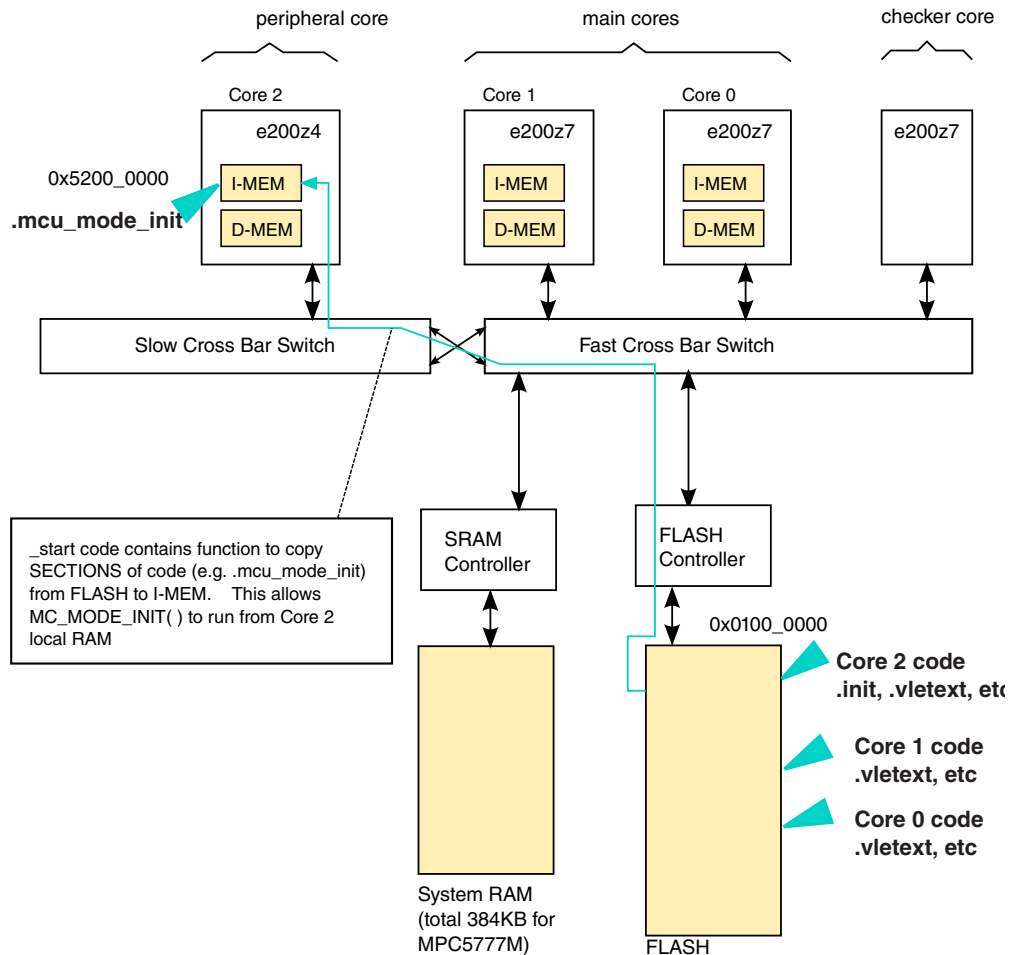 peripheral core
main cores
checker core
Core 2
Core 1
Core 0
e200z4
e200z7
e200z7
e200z7
0x5200_0000
I-MEM
I-MEM
I-MEM
.mcu_mode_init
D-MEM
D-MEM
D-MEM
Slow Cross Bar Switch
Fast Cross Bar Switch
_start code contains function to copy
SECTIONS of code (e.g. .mcu_mode_init)
from FLASH to I-MEM. This allows
MC_MODE_INIT( ) to run from Core 2
local RAM
SRAM
Controller
FLASH
Controller
0x0100_0000
Core 2 code
.init, .vletext, etc
Core 1 code
.vletext, etc
Core 0 code
.vletext, etc
System RAM
(total 384KB for
MPC5777M)
FLASH